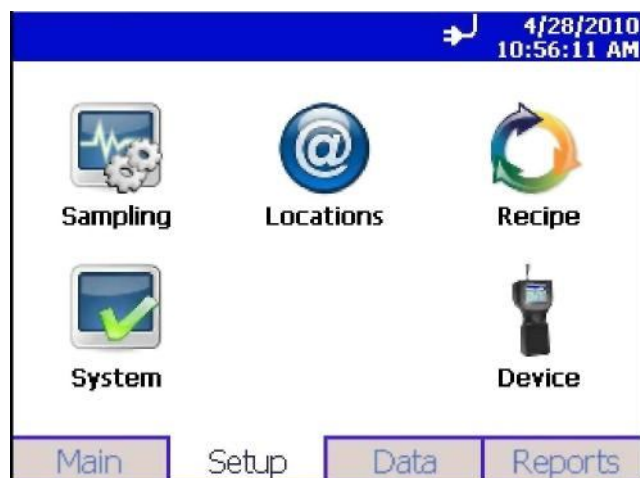 4/28/2010
10:56:11 AM
Sampling Locations Recipe
System Device
Main Setup Data Reports